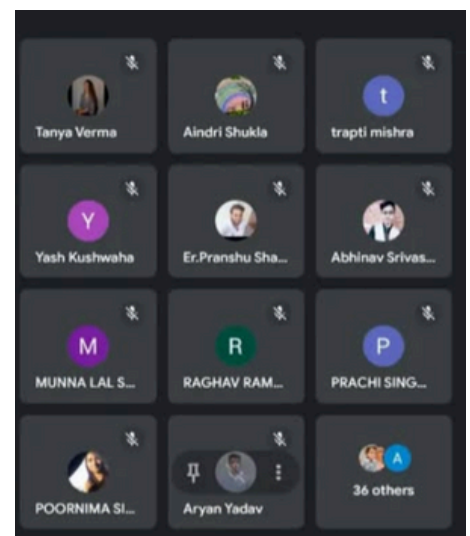 Tanya Verma
Aindri Shukla
t
trapti mishra
Y
Yash Kushwaha
Er.Pranshu Sha...
Abhinav Srivas...
M
MUNNA LAL S...
R
RAGHAV RAM...
P
PRACHI SING...
POORNIMA SI...
Aryan Yadav
A
36 others